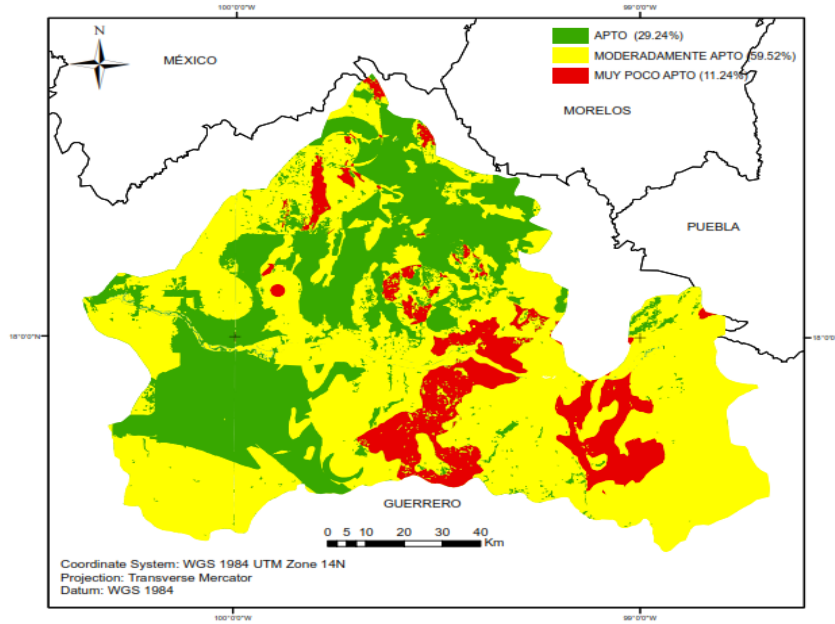 100°0'0"W 99°0'0"W
N
MÉXICO
APTO (29.24%)
MODERADAMENTE APTO (59.52%)
MUY POCO APTO (11.24%)
MORELOS
PUEBLA
18°0'0"N 18°0'
GUERRERO
0 5 10 20 30 40
Km
Coordinate System: WGS 1984 UTM Zone 14N
Projection: Transverse Mercator
Datum: WGS 1984
100°0'0"W 99°0'0"W